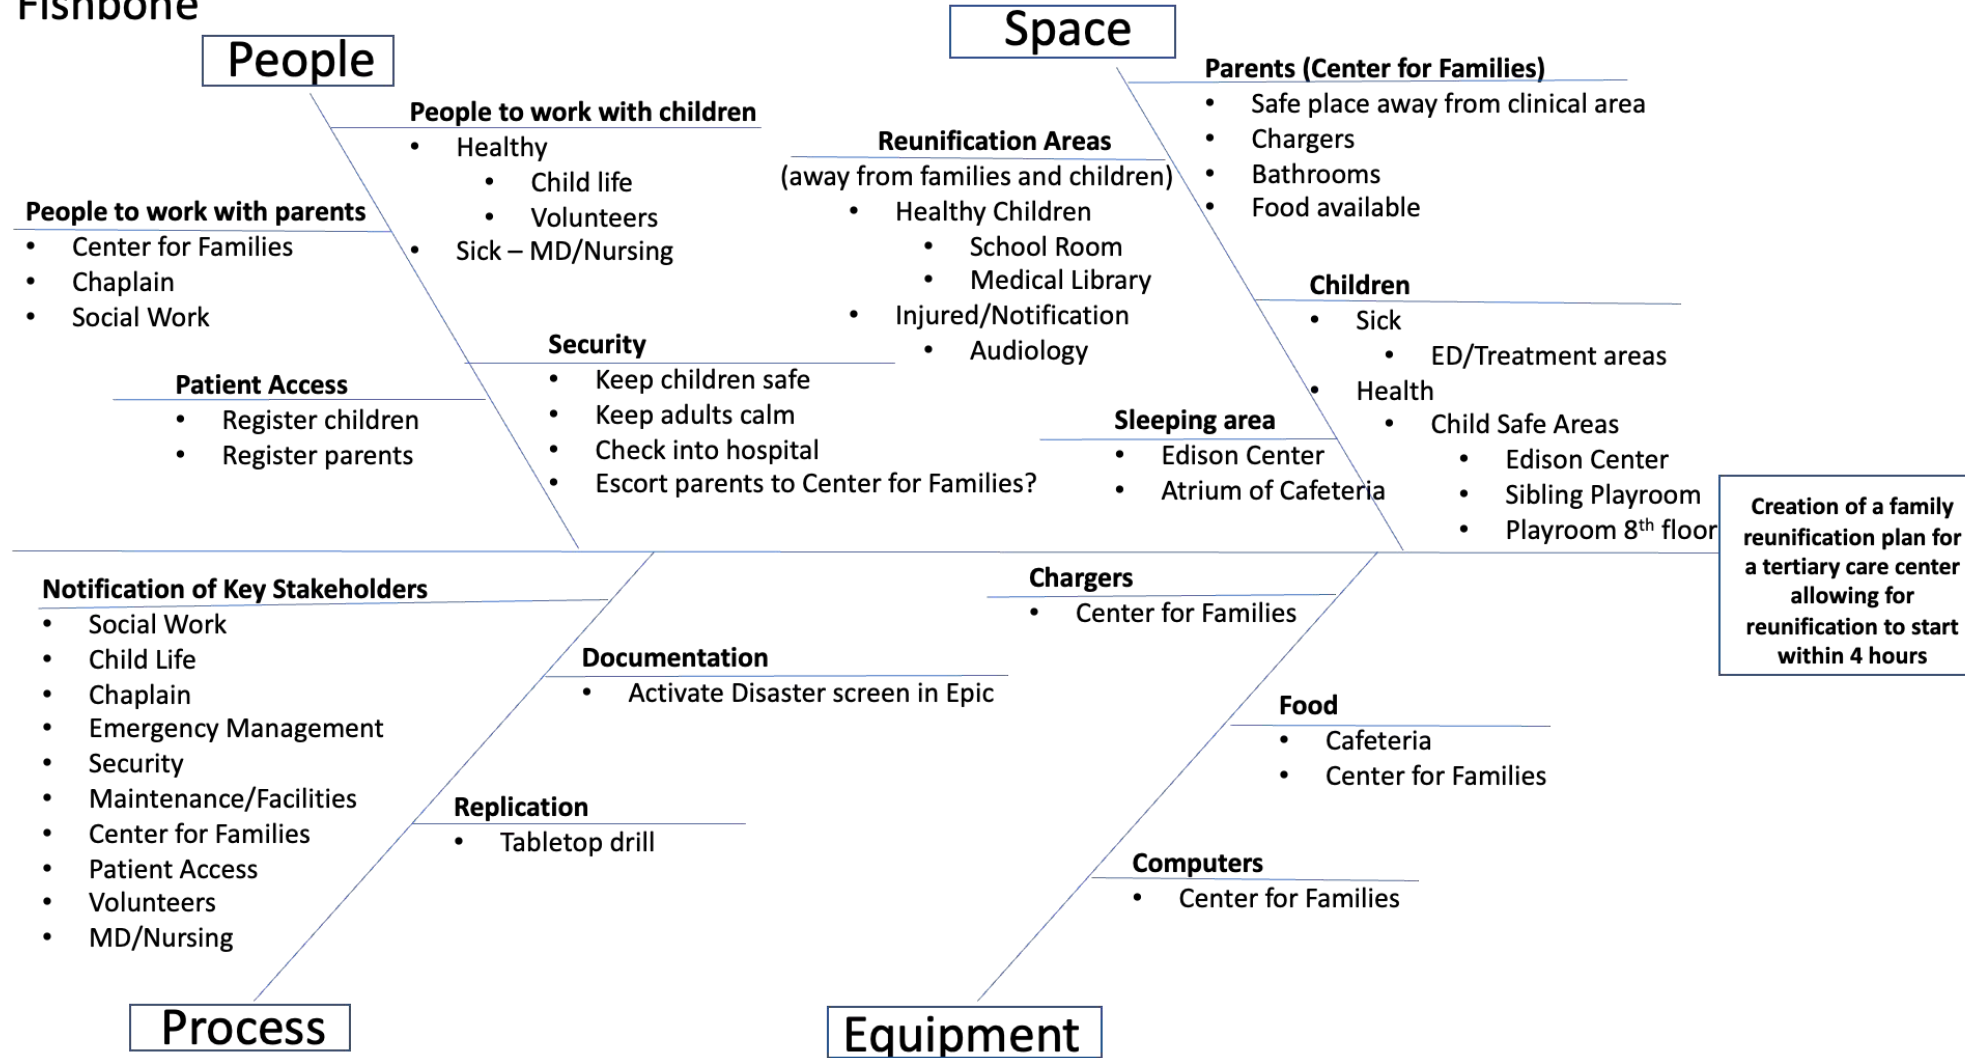 Fishbone
People
People to work with children
• Healthy
• Child life
• Volunteers
• Sick – MD/Nursing
People to work with parents
• Center for Families
• Chaplain
• Social Work
Security
• Keep children safe
• Keep adults calm
• Check into hospital
• Escort parents to Center for Families?
Patient Access
• Register children
• Register parents
Space
Parents (Center for Families)
• Safe place away from clinical area
• Chargers
• Bathrooms
• Food available
Reunification Areas
(away from families and children)
• Healthy Children
• School Room
• Medical Library
• Injured/Notification
• Audiology
Children
• Sick
• ED/Treatment areas
• Health
• Child Safe Areas
• Edison Center
• Sibling Playroom
• Playroom 8th floor
Sleeping area
• Edison Center
• Atrium of Cafeteria
Creation of a family
reunification plan for
a tertiary care center
allowing for
reunification to start
within 4 hours
Notification of Key Stakeholders
• Social Work
• Child Life
• Chaplain
• Emergency Management
• Security
• Maintenance/Facilities
• Center for Families
• Patient Access
• Volunteers
• MD/Nursing
Documentation
• Activate Disaster screen in Epic
Replication
• Tabletop drill
Process
Chargers
• Center for Families
Food
• Cafeteria
• Center for Families
Computers
• Center for Families
Equipment